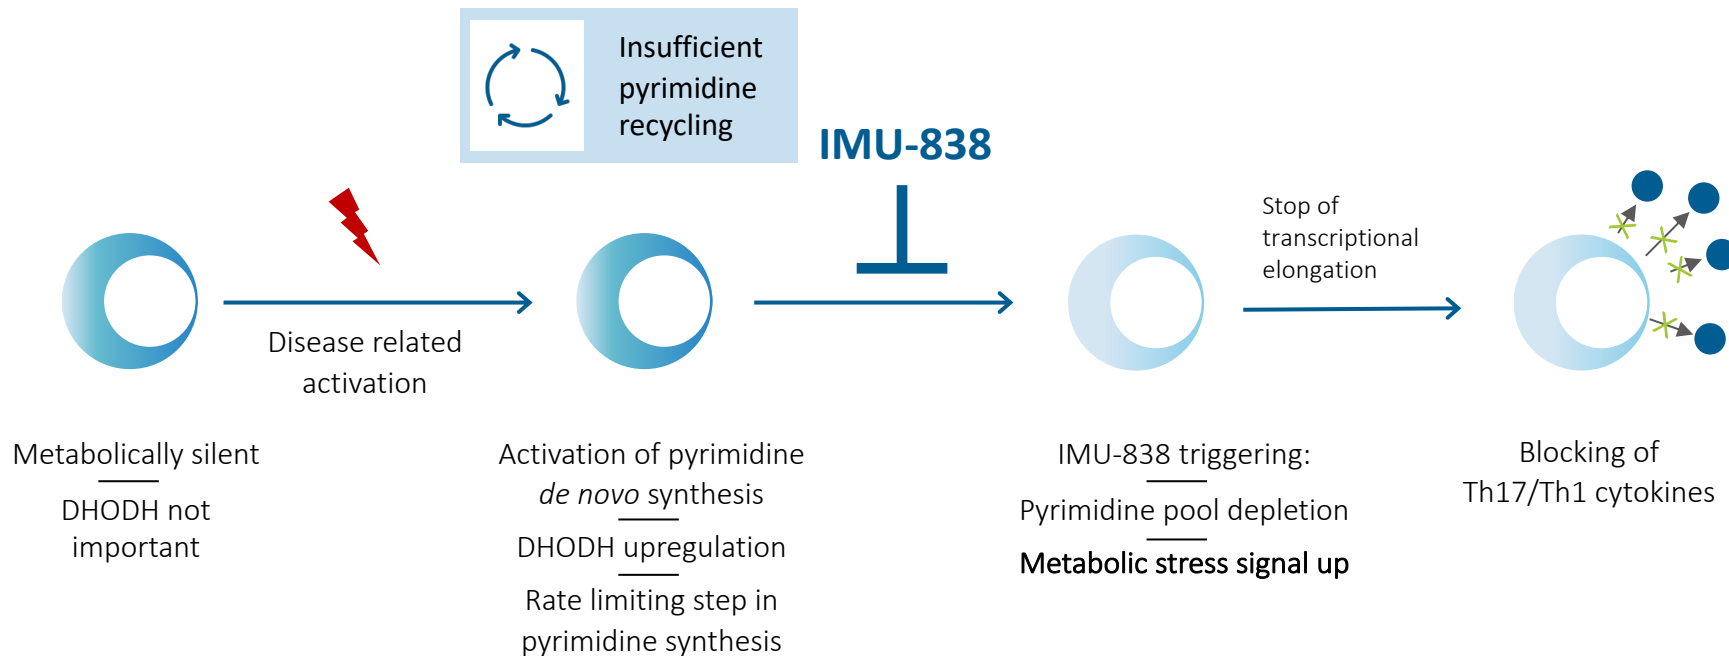 Insufficient
pyrimidine
recycling
IMU-838
Stop of
transcriptional
elongation
Disease related
activation
Metabolically silent
DHODH not
important
Activation of pyrimidine
de novo synthesis
DHODH upregulation
Rate limiting step in
pyrimidine synthesis
IMU-838 triggering:
Pyrimidine pool depletion
Metabolic stress signal up
Blocking of
Th17/Th1 cytokines